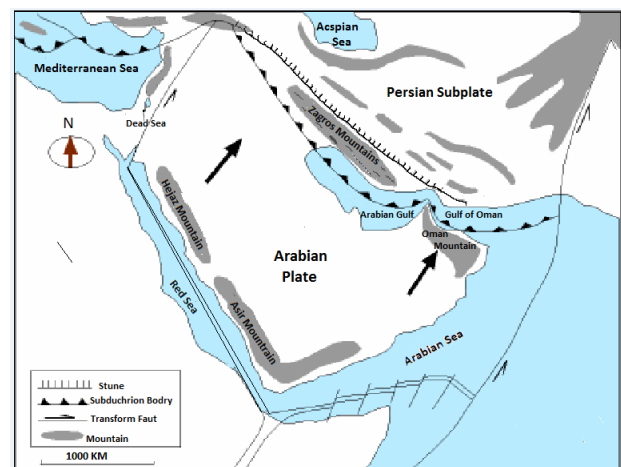 Acspian
Sea
Mediterranean Sea
Persian Subplate
Dead Sea
Zagros Mountains
N
Hejaz Mountain
Arabian Gulf
Gulf of Oman
Oman
Mountain
Arabian
Plate
Red Sea
Asir Mountrain
Arabian Sea
Stune
Subduchrion Bodry
Transform Faut
Mountain
1000 KM